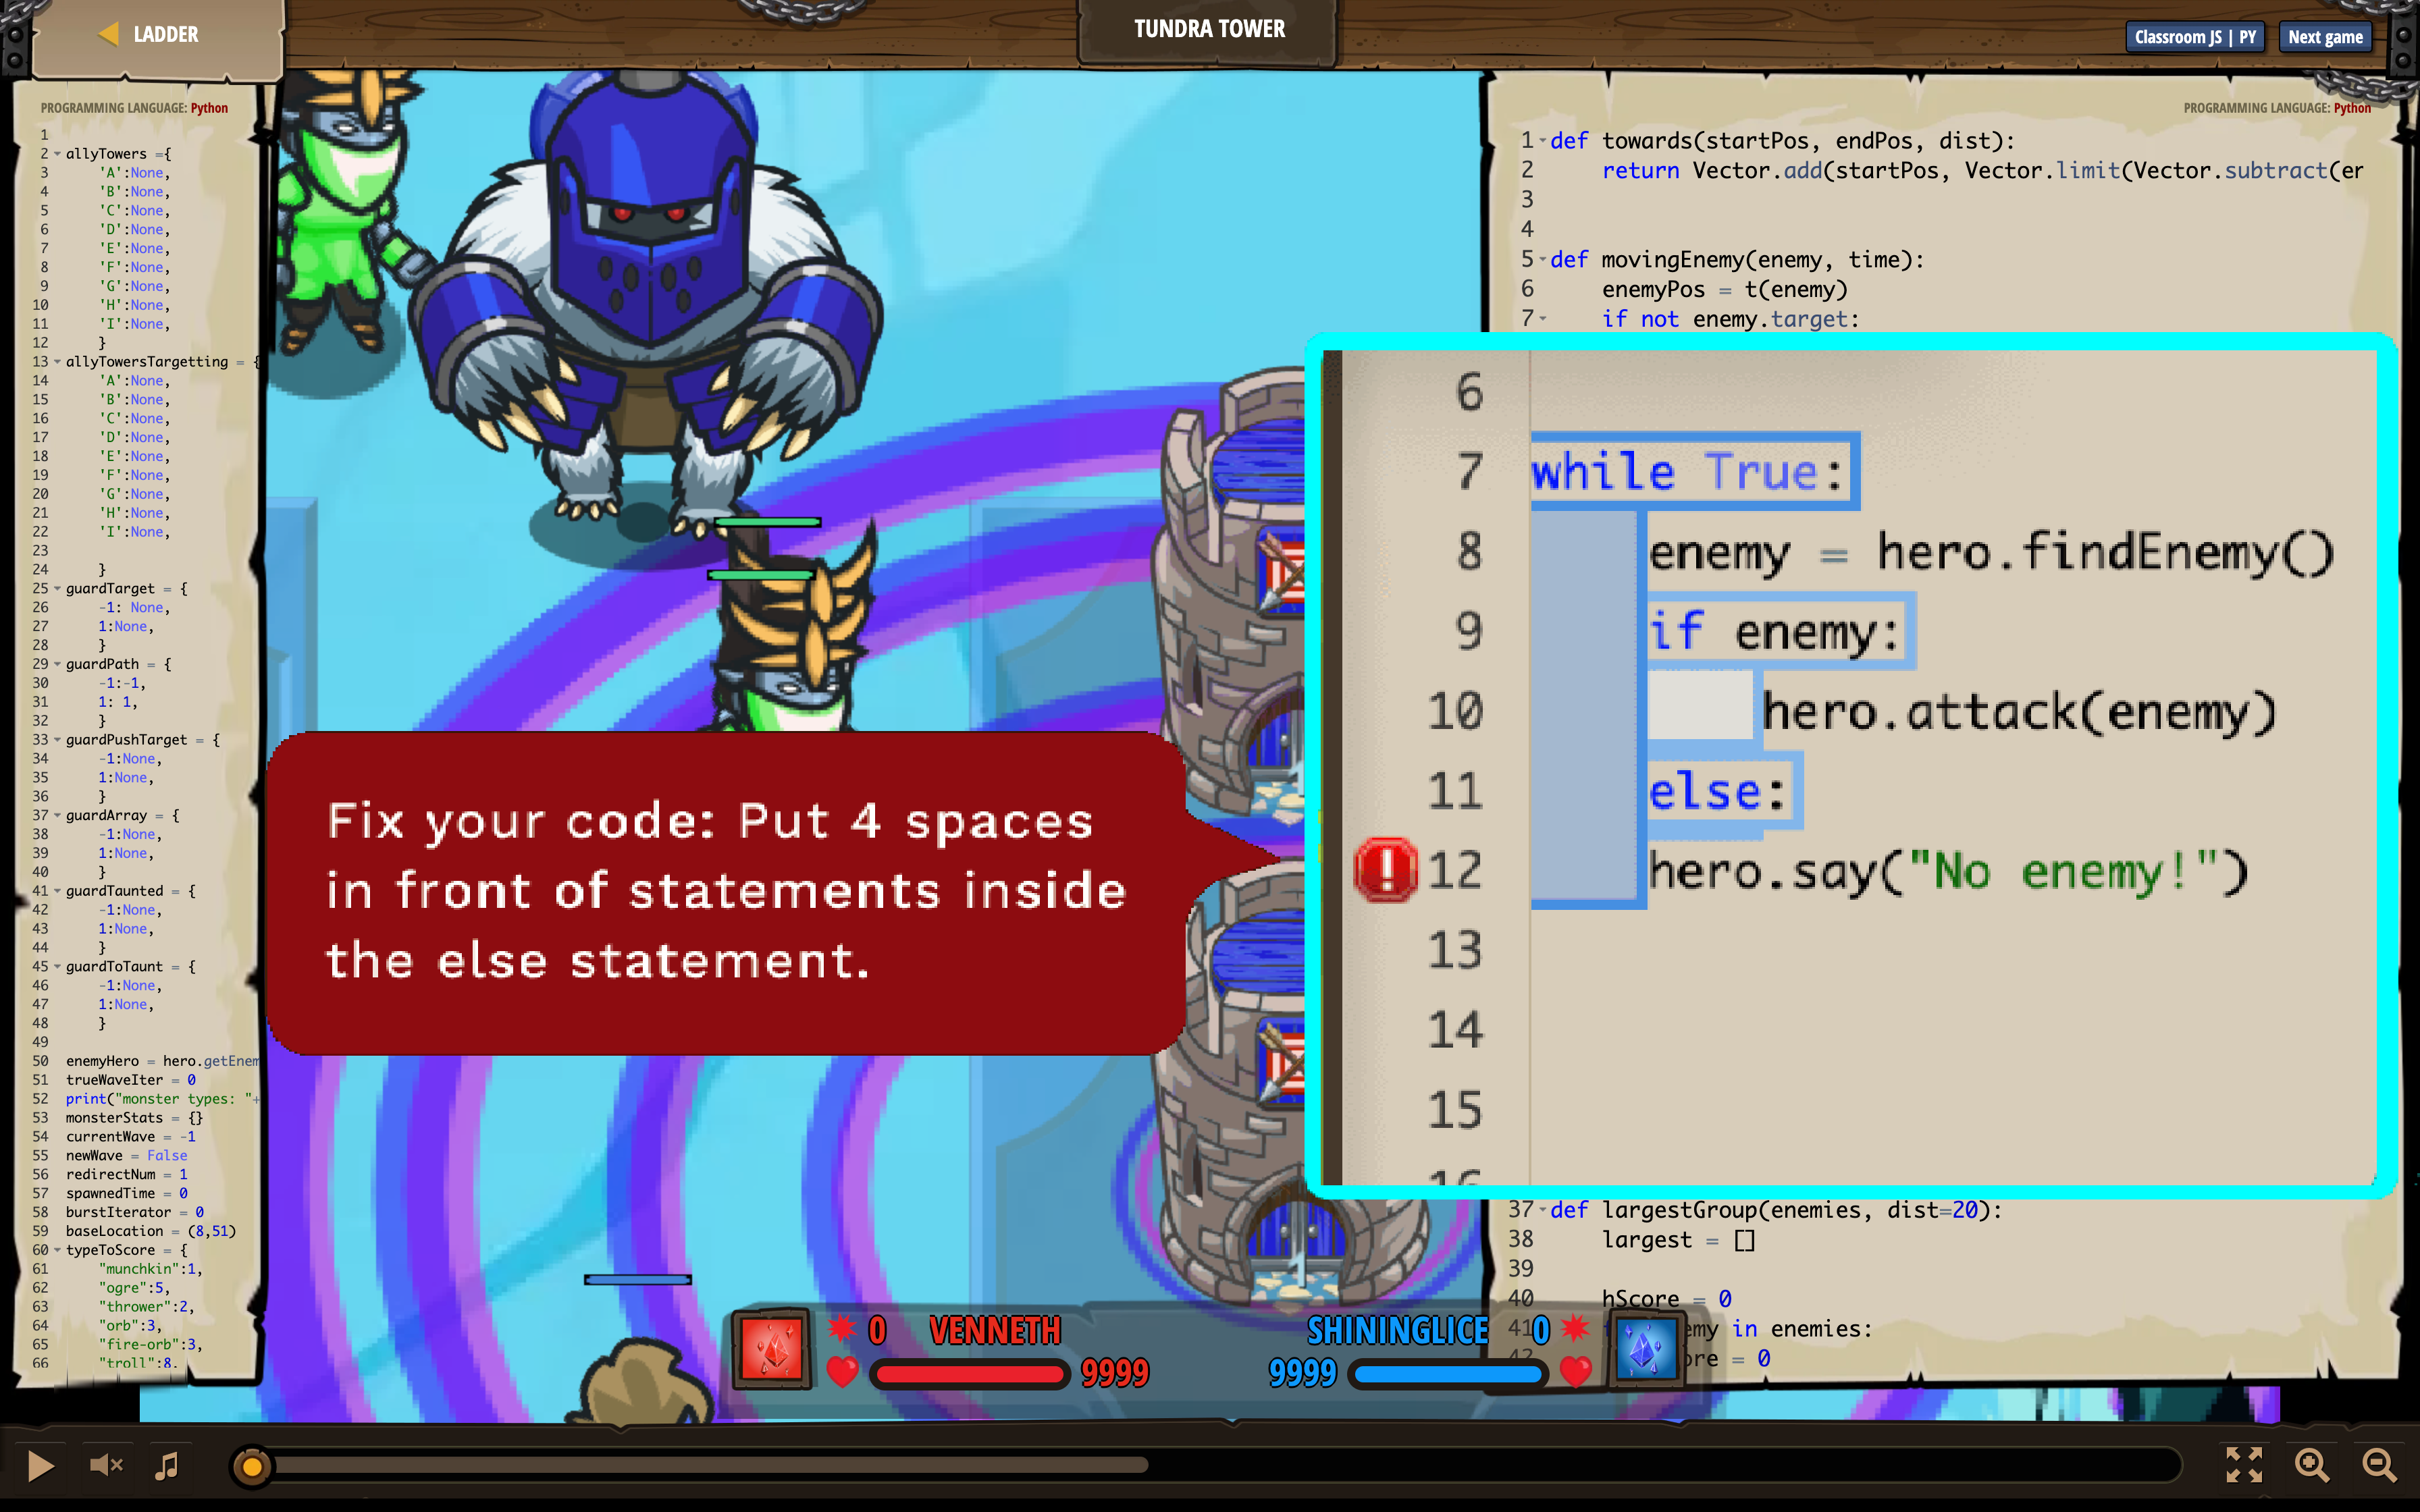 LADDER
TUNDRA TOWER
Classroom JS | PY
Next game
PROGRAMMING LANGUAGE: Python
1
2 allyTowers ={
3 'A':None,
4 'B':None,
5 'C':None,
6 'D':None,
7 'E':None,
8 'F':None,
9 'G':None,
10 'H':None,
11 'I':None,
12 }
13 allyTowersTargetting = {
14 'A':None,
15 'B':None,
16 'C':None,
17 'D':None,
18 'E':None,
19 'F':None,
20 'G':None,
21 'H':None,
22 'I':None,
23
24 }
25 guardTarget = {
26 -1: None,
27 1:None,
28 }
29 guardPath = {
30 -1:-1,
31 1: 1,
32 }
33 guardPushTarget = {
34 -1:None,
35 1:None,
36 }
37 guardArray = {
38 -1:None,
39 1:None,
40 }
41 guardTaunted = {
42 -1:None,
43 1:None,
44 }
45 guardToTaunt = {
46 -1:None,
47 1:None,
48 }
49
50 enemyHero = hero.getEnem
51 trueWaveIter = 0
52 print("monster types: "+
53 monsterStats = {}
54 currentWave = -1
55 newWave = False
56 redirectNum = 1
57 spawnedTime = 0
58 burstIterator = 0
59 baseLocation = (8,51)
60 typeToScore = {
61 "munchkin":1,
62 "ogre":5,
63 "thrower":2,
64 "orb":3,
65 "fire-orb":3,
66 "troll":8,
Fix your code: Put 4 spaces
in front of statements inside
the else statement.
PROGRAMMING LANGUAGE: Python
1 def towards(startPos, endPos, dist):
2 return Vector.add(startPos, Vector.limit(Vector.subtract(er
3
4
5 def movingEnemy(enemy, time):
6 enemyPos = t(enemy)
7 if not enemy.target:
6
7 while True:
8 enemy = hero.findEnemy()
9 if enemy:
10 hero.attack(enemy)
11 else:
12 hero.say("No enemy!")
13
14
15
16
37 def largestGroup(enemies, dist=20):
38 largest = []
39
40 hScore = 0
41 in enemies:
42 = 0
0 VENNETH
9999
SHININGLICE 0
9999